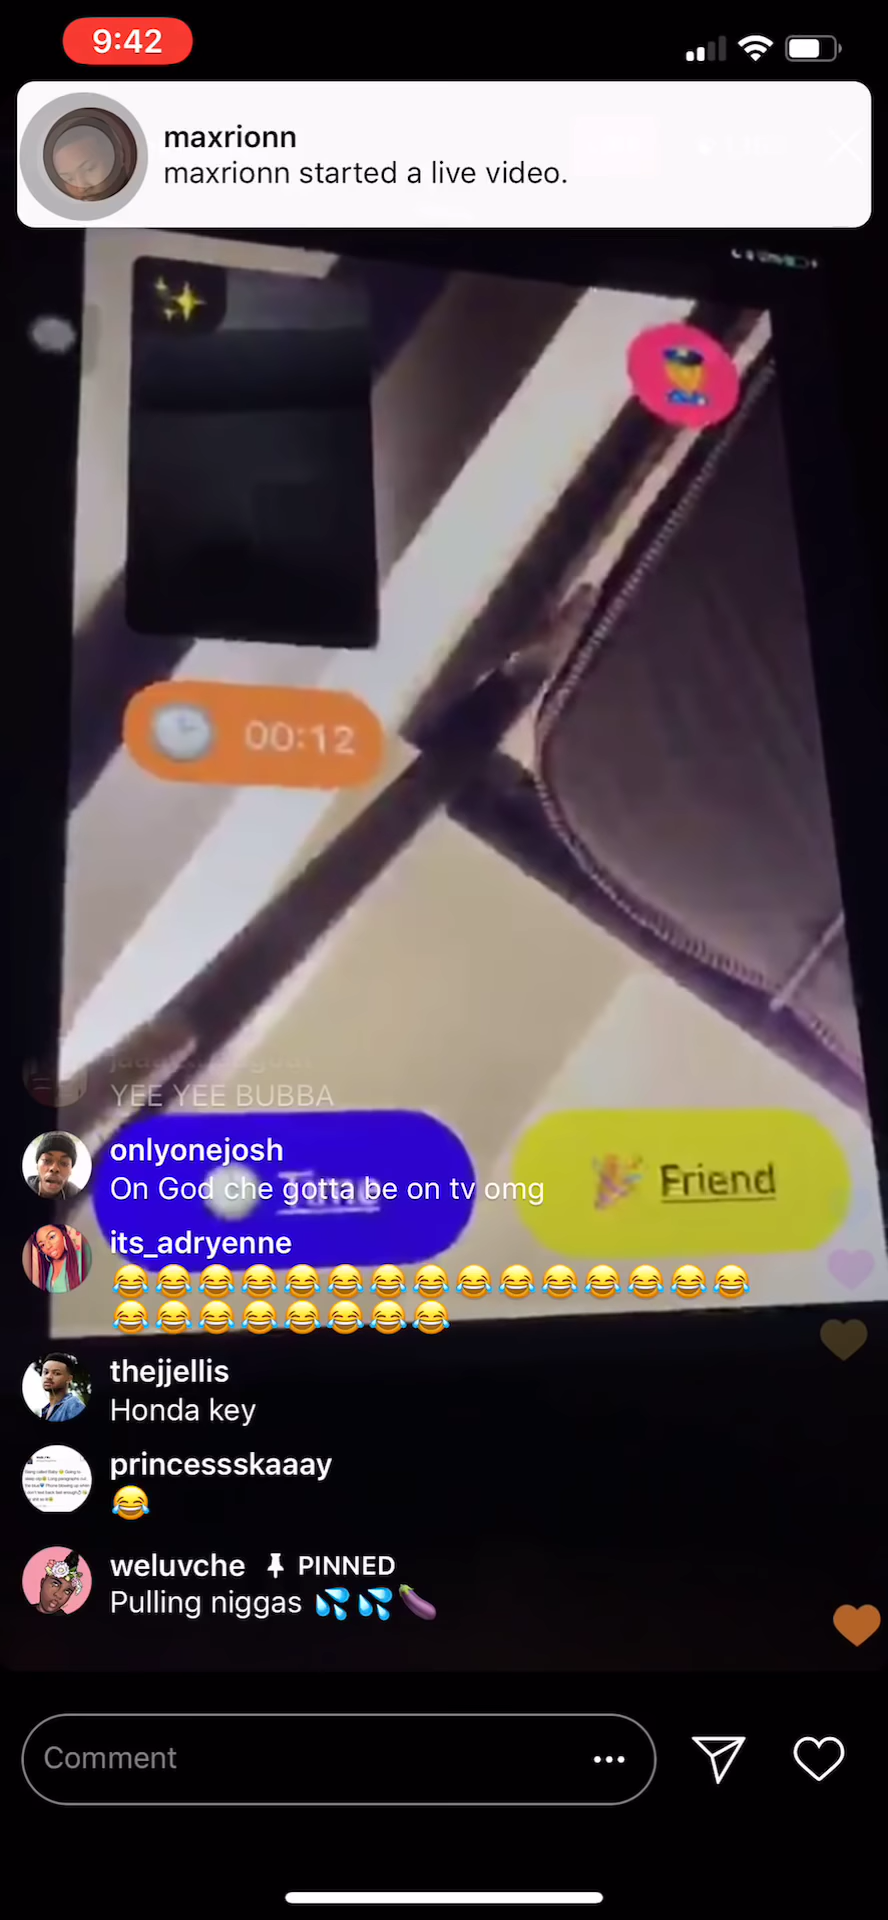 9:42
maxrionn
maxrionn started a live video.
00:12
YEE YEE BUBBA
Time
Friend
onlyonejosh
On God che gotta be on tv omg
its_adryenne
😂😂😂😂😂😂😂😂😂😂😂😂😂😂😂
😂😂😂😂😂😂😂😂
thejjellis
Honda key
princessskaaay
😂
weluvche PINNED
Pulling niggas 💦💦🍆
Comment